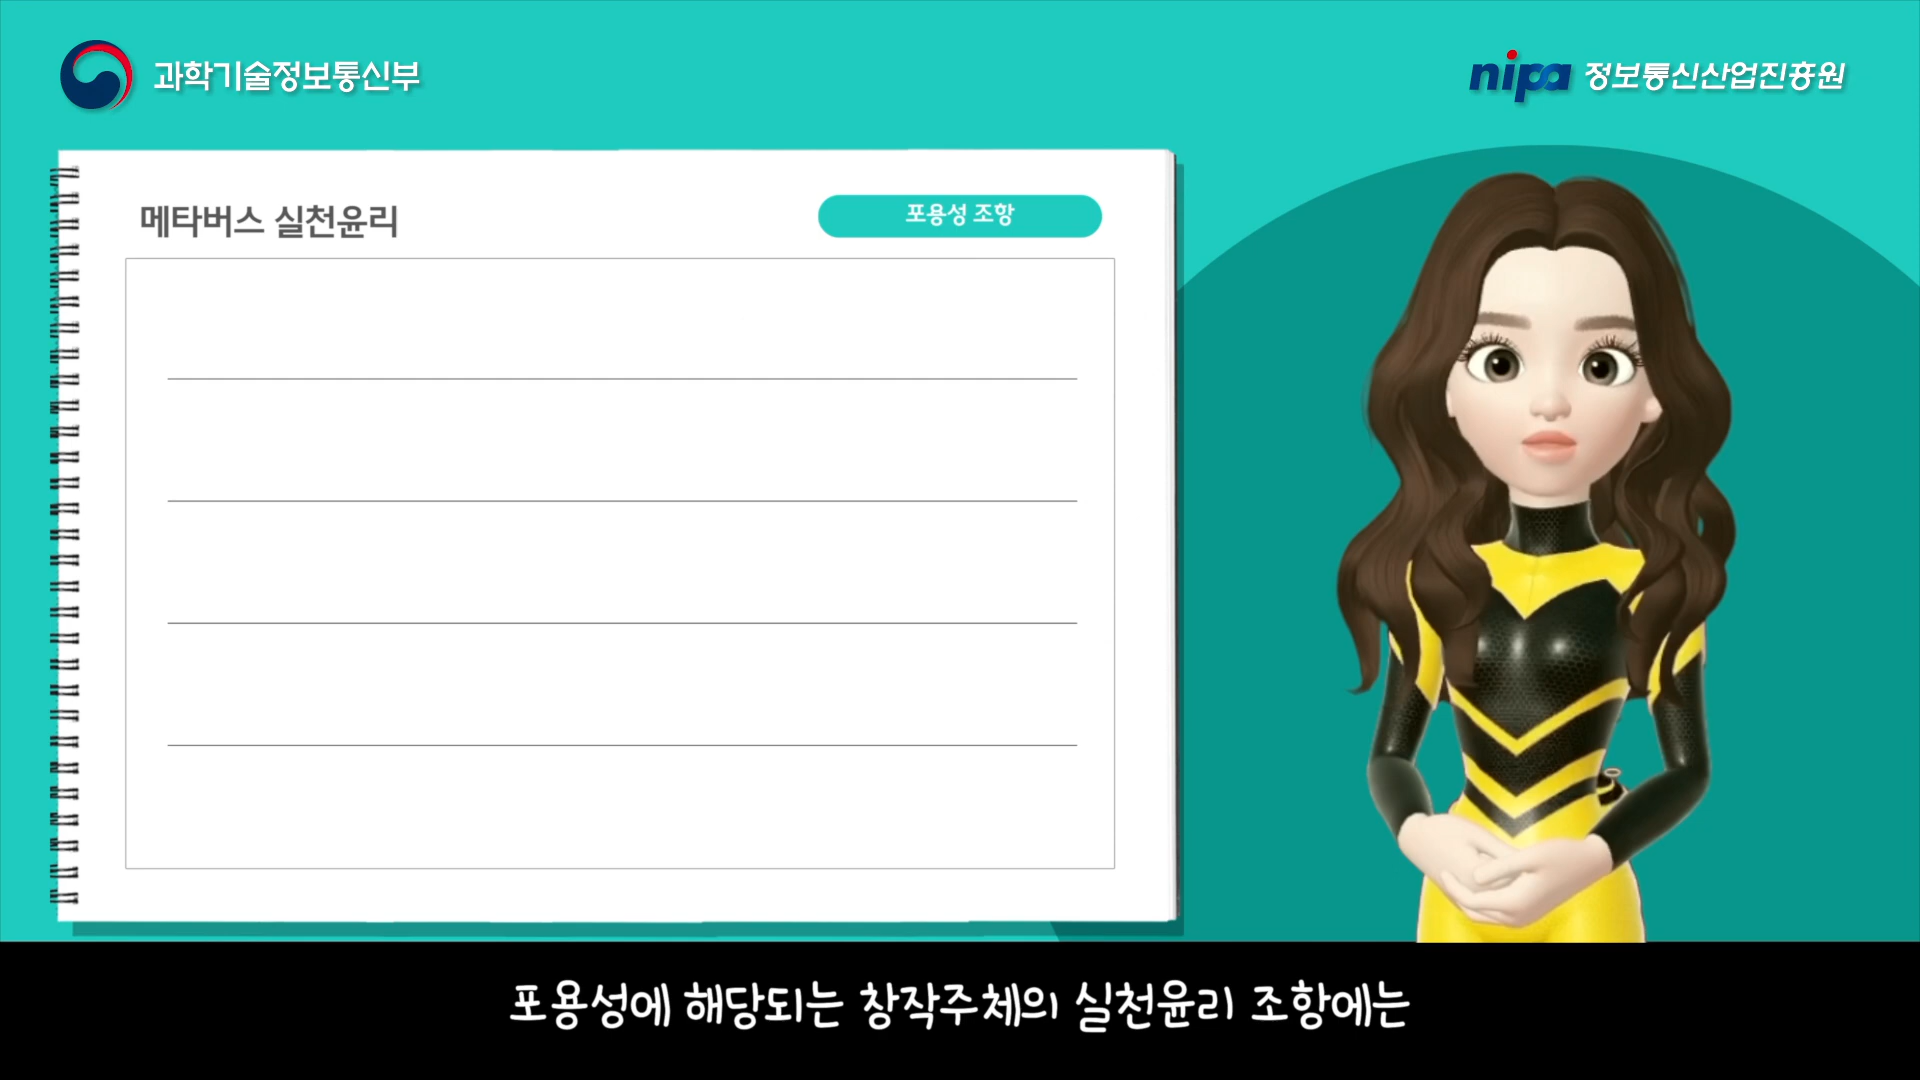 과학기술정보통신부
nipa 정보통신산업진흥원
메타버스 실천윤리
포용성 조항
포용성에 해당되는 창작주체의 실천윤리 조항에는